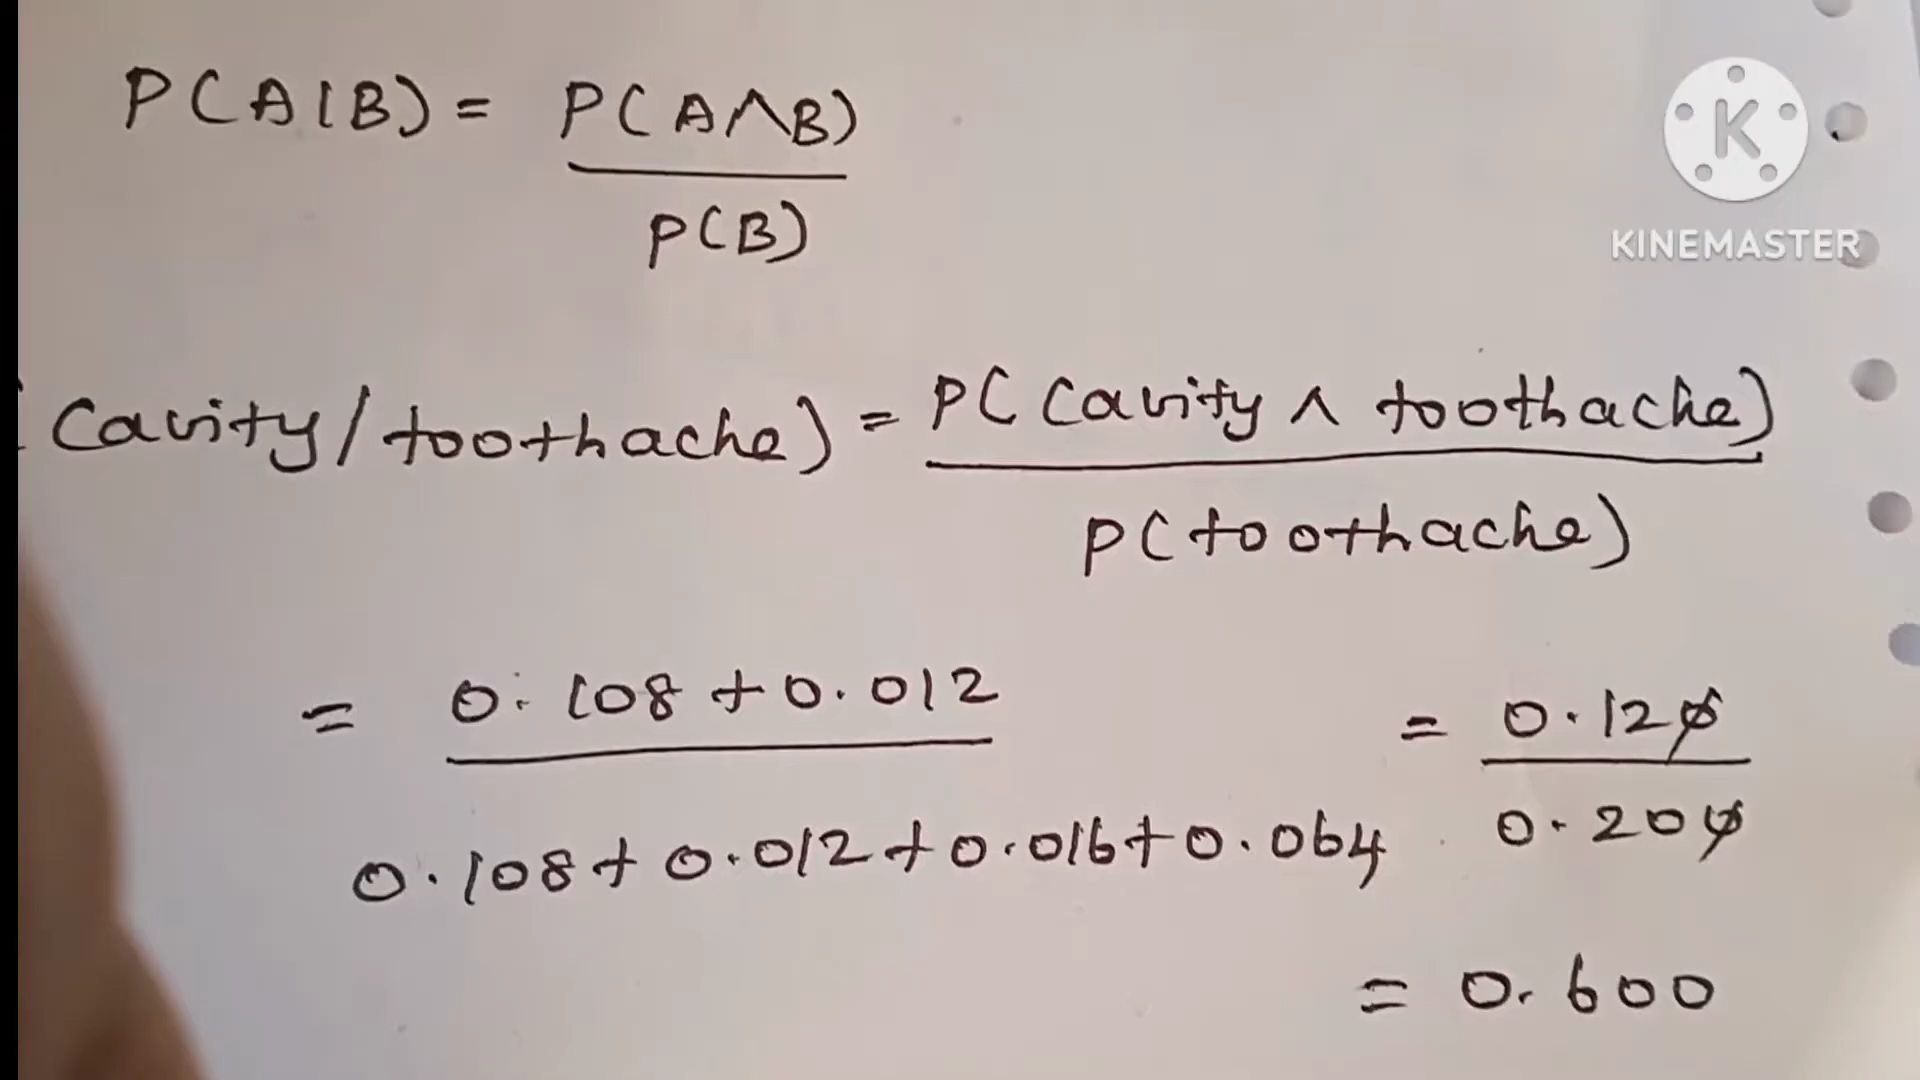 P(A|B) = P(A∧B)
P(B)
K
KINEMASTER
Cavity/toothache) = P(Cavity ∧ toothache)
P(toothache)
= 0.108 + 0.012
0.108 + 0.012 + 0.016 + 0.064
= 0.120
0.200
= 0.600